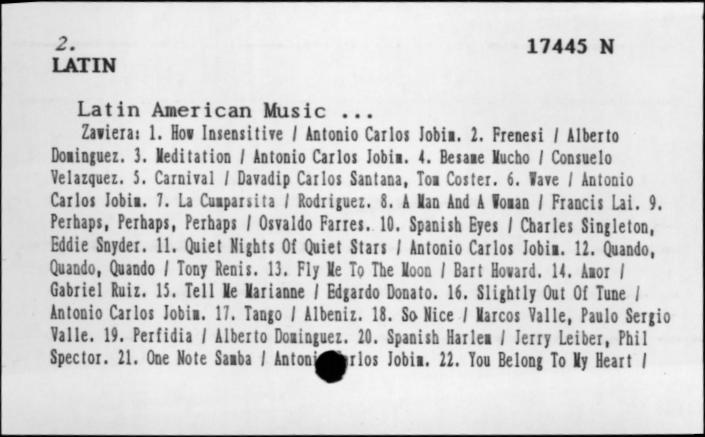 2.
17445 N
LATIN
Latin American Music ...
Zawiera: 1. How Insensitive / Antonio Carlos Jobim. 2. Frenesi / Alberto
Dominguez. 3. Meditation / Antonio Carlos Jobim. 4. Besame Mucho / Consuelo
Velazquez. 5. Carnival / Davadip Carlos Santana, Tom Coster. 6. Wave / Antonio
Carlos Jobim. 7. La Cumparsita / Rodriguez. 8. A Man And A Woman / Francis Lai. 9.
Perhaps, Perhaps, Perhaps / Osvaldo Farres. 10. Spanish Eyes / Charles Singleton,
Eddie Snyder. 11. Quiet Nights Of Quiet Stars / Antonio Carlos Jobim. 12. Quando,
Quando, Quando / Tony Renis. 13. Fly Me To The Moon / Bart Howard. 14. Amor /
Gabriel Ruiz. 15. Tell Me Marianne / Edgardo Donato. 16. Slightly Out Of Tune /
Antonio Carlos Jobim. 17. Tango / Albeniz. 18. So Nice / Marcos Valle, Paulo Sergio
Valle. 19. Perfidia / Alberto Dominguez. 20. Spanish Harlem / Jerry Leiber, Phil
Spector. 21. One Note Samba / Antoni rlos Jobim. 22. You Belong To My Heart /